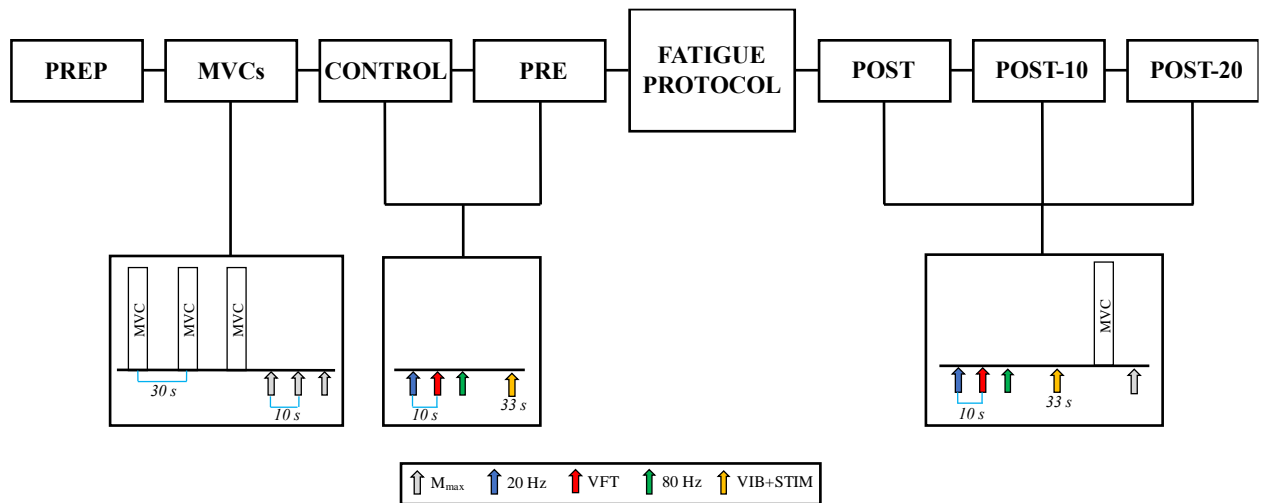 PREP
MVCs
CONTROL
PRE
FATIGUE
PROTOCOL
POST
POST-10
POST-20
MVC
MVC
MVC
30 s
10 s
10 s
33 s
MVC
10 s
33 s
Mmax
20 Hz
VFT
80 Hz
VIB+STIM